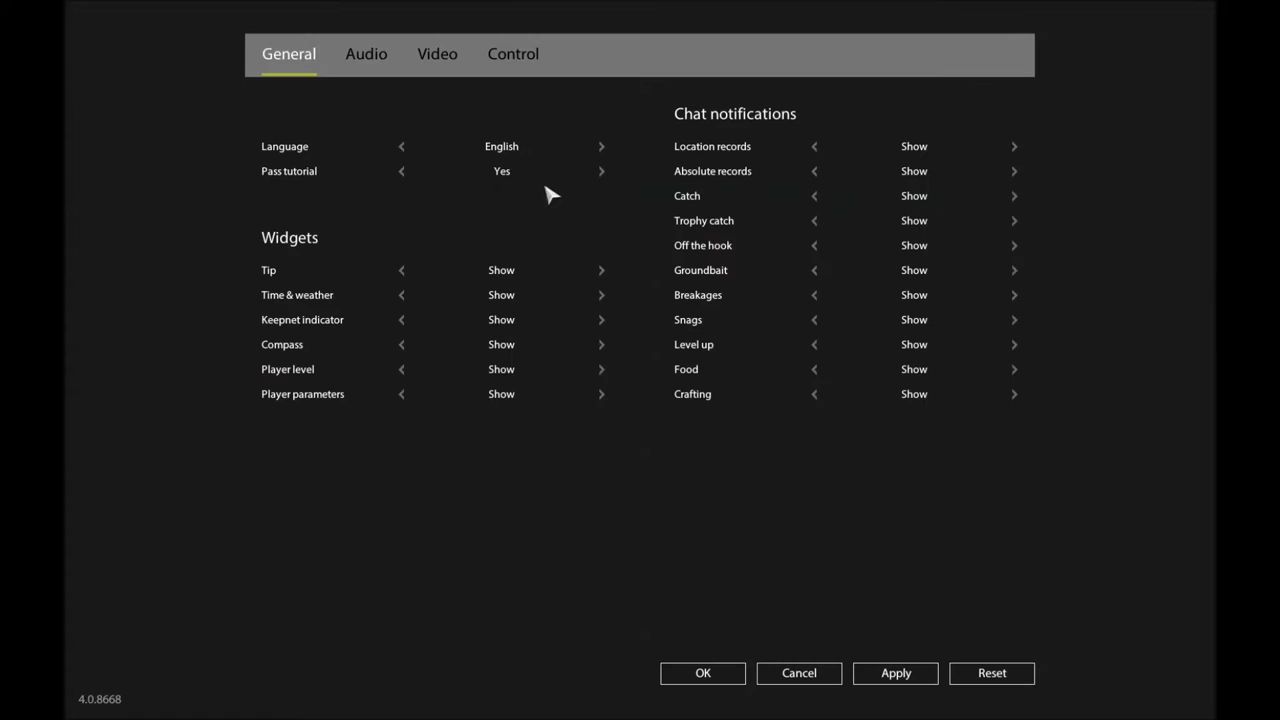 General Audio Video Control
Language English
Pass tutorial Yes
Widgets
Tip Show
Time & weather Show
Keepnet indicator Show
Compass Show
Player level Show
Player parameters Show
Chat notifications
Location records Show
Absolute records Show
Catch Show
Trophy catch Show
Off the hook Show
Groundbait Show
Breakages Show
Snags Show
Level up Show
Food Show
Crafting Show
OK Cancel Apply Reset
4.0.8668